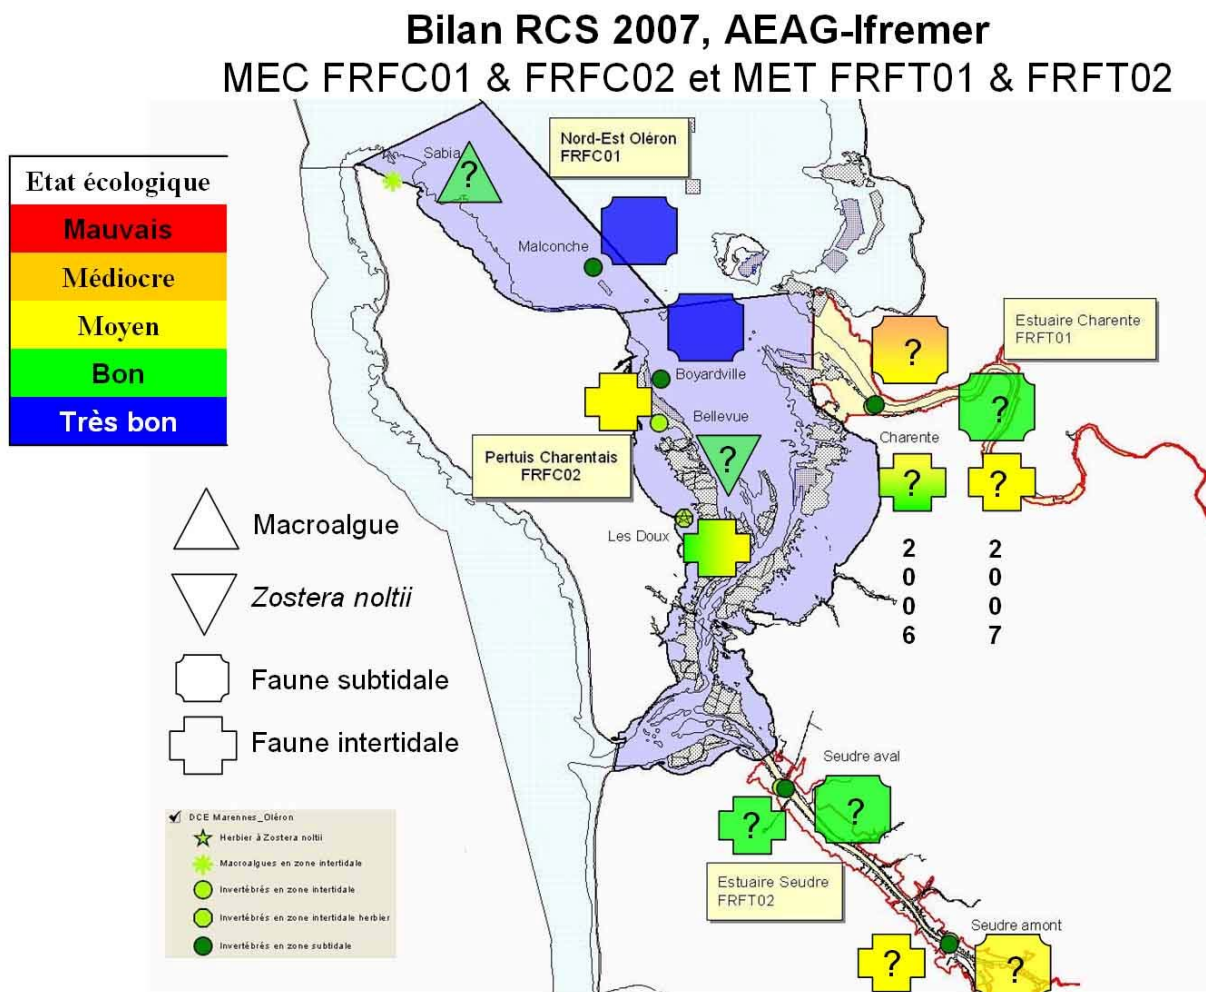 Bilan RCS 2007, AEAG-Ifremer
MEC FRFC01 & FRFC02 et MET FRFT01 & FRFT02
Etat écologique
Mauvais
Médiocre
Moyen
Bon
Très bon
Macroalgue
Zostera noltii
Faune subtidale
Faune intertidale
DCE Marennes_Oléron
Herbier à Zostera noltii
Macroalgues en zone intertidale
Invertébrés en zone intertidale
Invertébrés en zone intertidale herbier
Invertébrés en zone subtidale
Sabia
?
Nord-Est Oléron
FRFC01
Malconche
Boyardville
Bellevue
?
Pertuis Charentais
FRFC02
Les Doux
Estuaire Charente
FRFT01
?
?
Charente
?
?
2
0
0
6
2
0
0
7
Seudre aval
?
?
Estuaire Seudre
FRFT02
Seudre amont
?
?